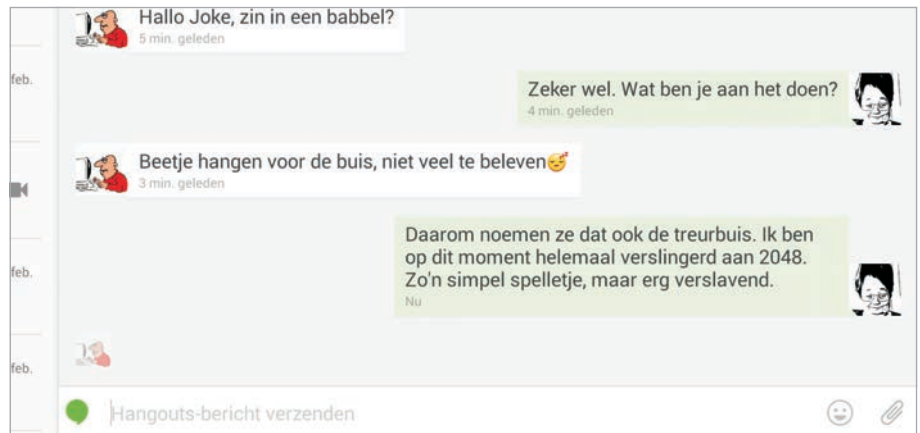 Hallo Joke, zin in een babbel?
5 min. geleden
feb.
Zeker wel. Wat ben je aan het doen?
4 min. geleden
Beetje hangen voor de buis, niet veel te beleven😴
3 min. geleden
Daarom noemen ze dat ook de treurbuis. Ik ben
op dit moment helemaal verslingerd aan 2048.
Zo'n simpel spelletje, maar erg verslavend.
Nu
feb.
feb.
Hangouts-bericht verzenden